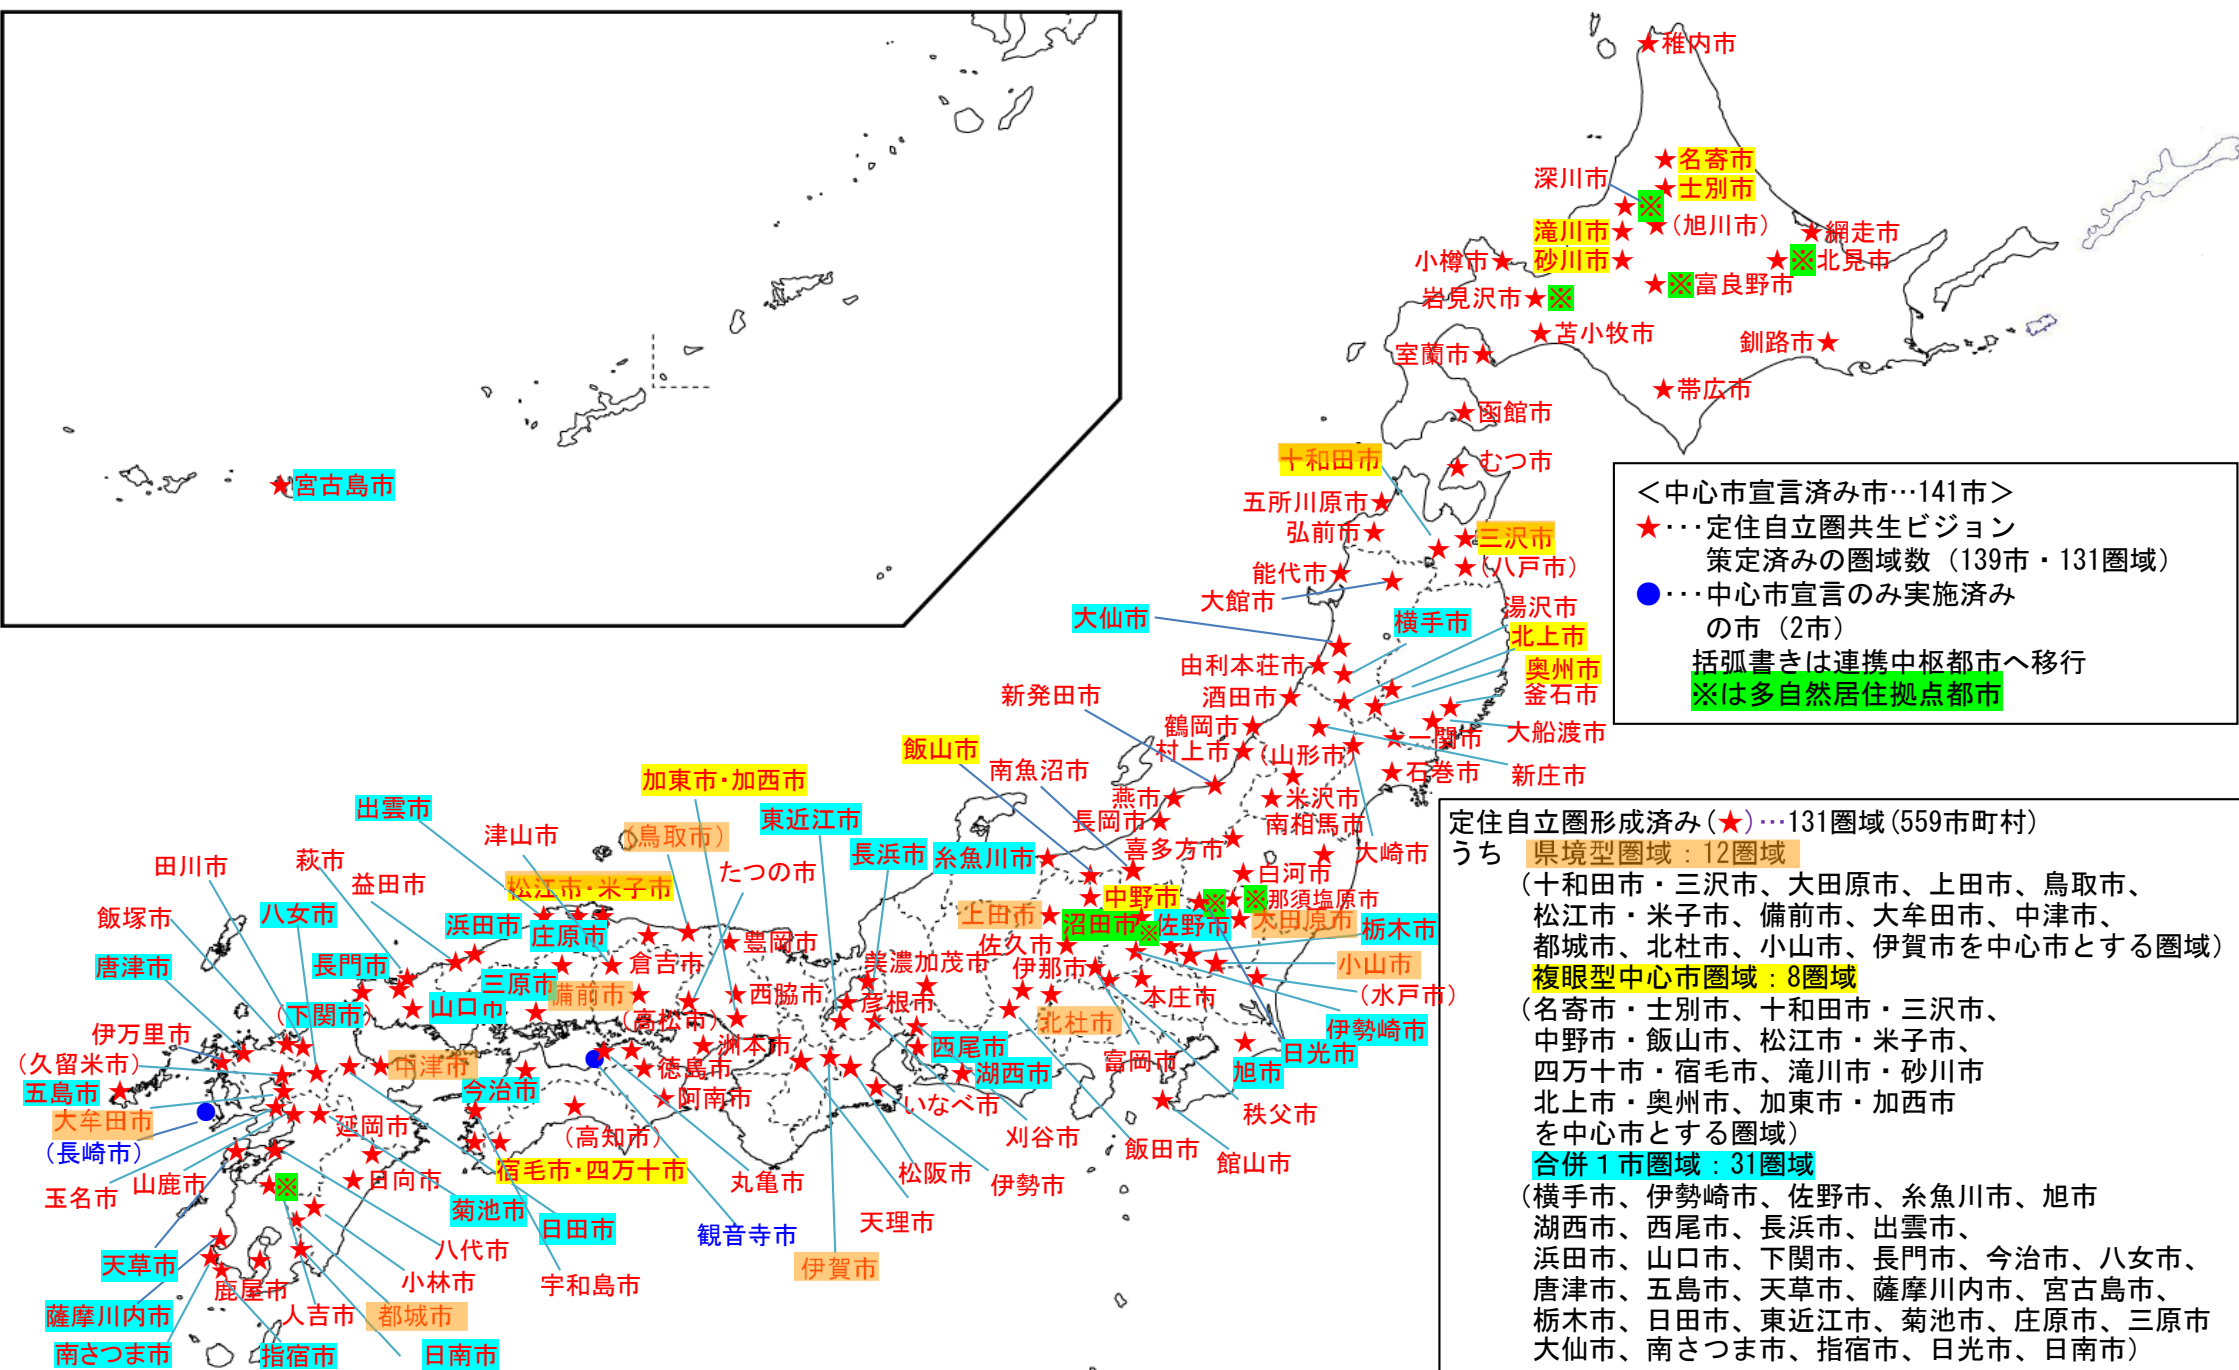 稚内市
名寄市
深川市
士別市
※
(旭川市)
滝川市
網走市
小樽市
砂川市
※北見市
※富良野市
岩見沢市
※
苫小牧市
室蘭市
釧路市
帯広市
函館市
十和田市
むつ市
五所川原市
弘前市
三沢市
(八戸市)
能代市
大館市
大仙市
横手市
湯沢市
北上市
由利本荘市
奥州市
新発田市
酒田市
釜石市
鶴岡市
大船渡市
飯山市
村上市
(山形市)
一関市
南魚沼市
石巻市
新庄市
燕市
米沢市
長岡市
南相馬市
喜多方市
大崎市
糸魚川市
白河市
中野市
※
※
那須塩原市
上田市
沼田市
※
佐野市
大田原市
栃木市
佐久市
小山市
伊那市
本庄市
(水戸市)
北杜市
伊勢崎市
富岡市
日光市
旭市
秩父市
飯田市
館山市
宮古島市
<中心市宣言済み市…141市>
★・・・定住自立圏共生ビジョン
策定済みの圏域数(139市・131圏域)
●・・・中心市宣言のみ実施済み
の市(2市)
括弧書きは連携中枢都市へ移行
※は多自然居住拠点都市
加東市・加西市
出雲市
東近江市
津山市
(鳥取市)
長浜市
田川市
萩市
益田市
たつの市
松江市・米子市
飯塚市
八女市
浜田市
庄原市
豊岡市
唐津市
長門市
倉吉市
美濃加茂市
三原市
備前市
西脇市
彦根市
(下関市)
山口市
(高松市)
伊万里市
洲本市
西尾市
(久留米市)
中津市
徳島市
湖西市
五島市
今治市
阿南市
いなべ市
大牟田市
延岡市
(高知市)
刈谷市
(長崎市)
宿毛市・四万十市
丸亀市
松阪市
伊勢市
玉名市
山鹿市
日向市
※
菊池市
日田市
観音寺市
天理市
天草市
八代市
伊賀市
小林市
宇和島市
鹿屋市
薩摩川内市
人吉市
都城市
南さつま市
指宿市
日南市
定住自立圏形成済み(★)…131圏域(559市町村)
うち 県境型圏域:12圏域
(十和田市・三沢市、大田原市、上田市、鳥取市、
松江市・米子市、備前市、大牟田市、中津市、
都城市、北杜市、小山市、伊賀市を中心市とする圏域)
複眼型中心市圏域:8圏域
(名寄市・士別市、十和田市・三沢市、
中野市・飯山市、松江市・米子市、
四万十市・宿毛市、滝川市・砂川市
北上市・奥州市、加東市・加西市
を中心市とする圏域)
合併1市圏域:31圏域
(横手市、伊勢崎市、佐野市、糸魚川市、旭市
湖西市、西尾市、長浜市、出雲市、
浜田市、山口市、下関市、長門市、今治市、八女市、
唐津市、五島市、天草市、薩摩川内市、宮古島市、
栃木市、日田市、東近江市、菊池市、庄原市、三原市
大仙市、南さつま市、指宿市、日光市、日南市)